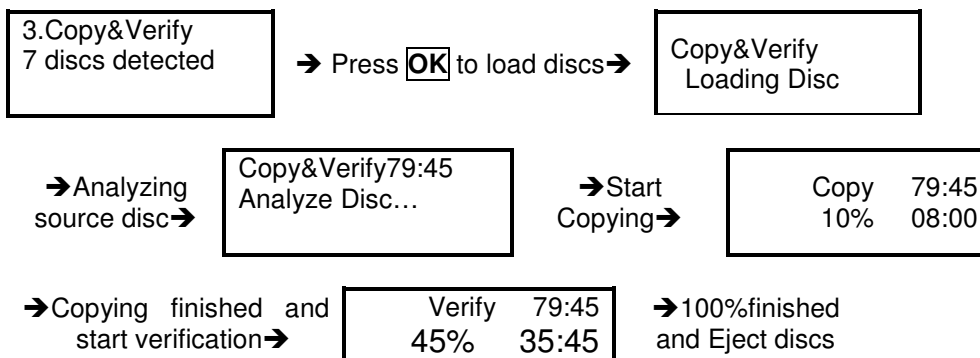 3.Copy&Verify
7 discs detected
➔ Press OK to load discs➔
Copy&Verify
Loading Disc
➔Analyzing
source disc➔
Copy&Verify79:45
Analyze Disc…
➔Start
Copying➔
Copy 79:45
10% 08:00
➔Copying finished and
start verification➔
Verify 79:45
45% 35:45
➔100%finished
and Eject discs